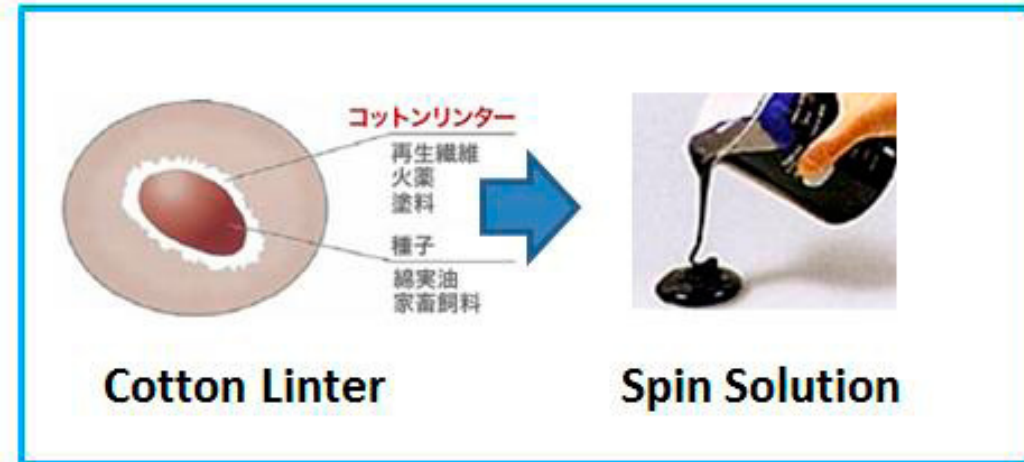 コットンリンター
再生繊維
火薬
塗料
種子
綿実油
家畜飼料
Cotton Linter
Spin Solution